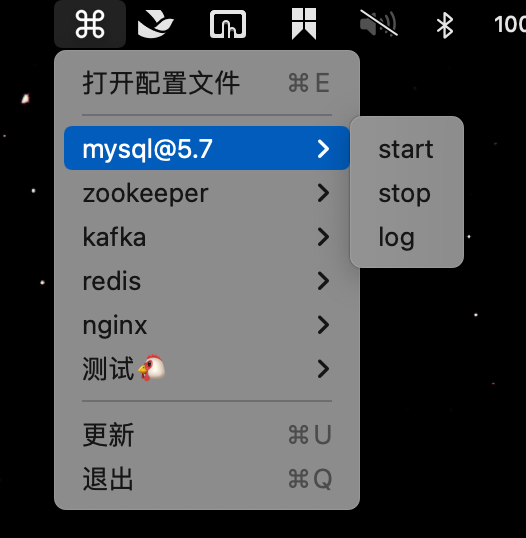 100
打开配置文件 ⌘E
mysql@5.7
start
zookeeper
stop
kafka
log
redis
nginx
测试🐔
更新 ⌘U
退出 ⌘Q